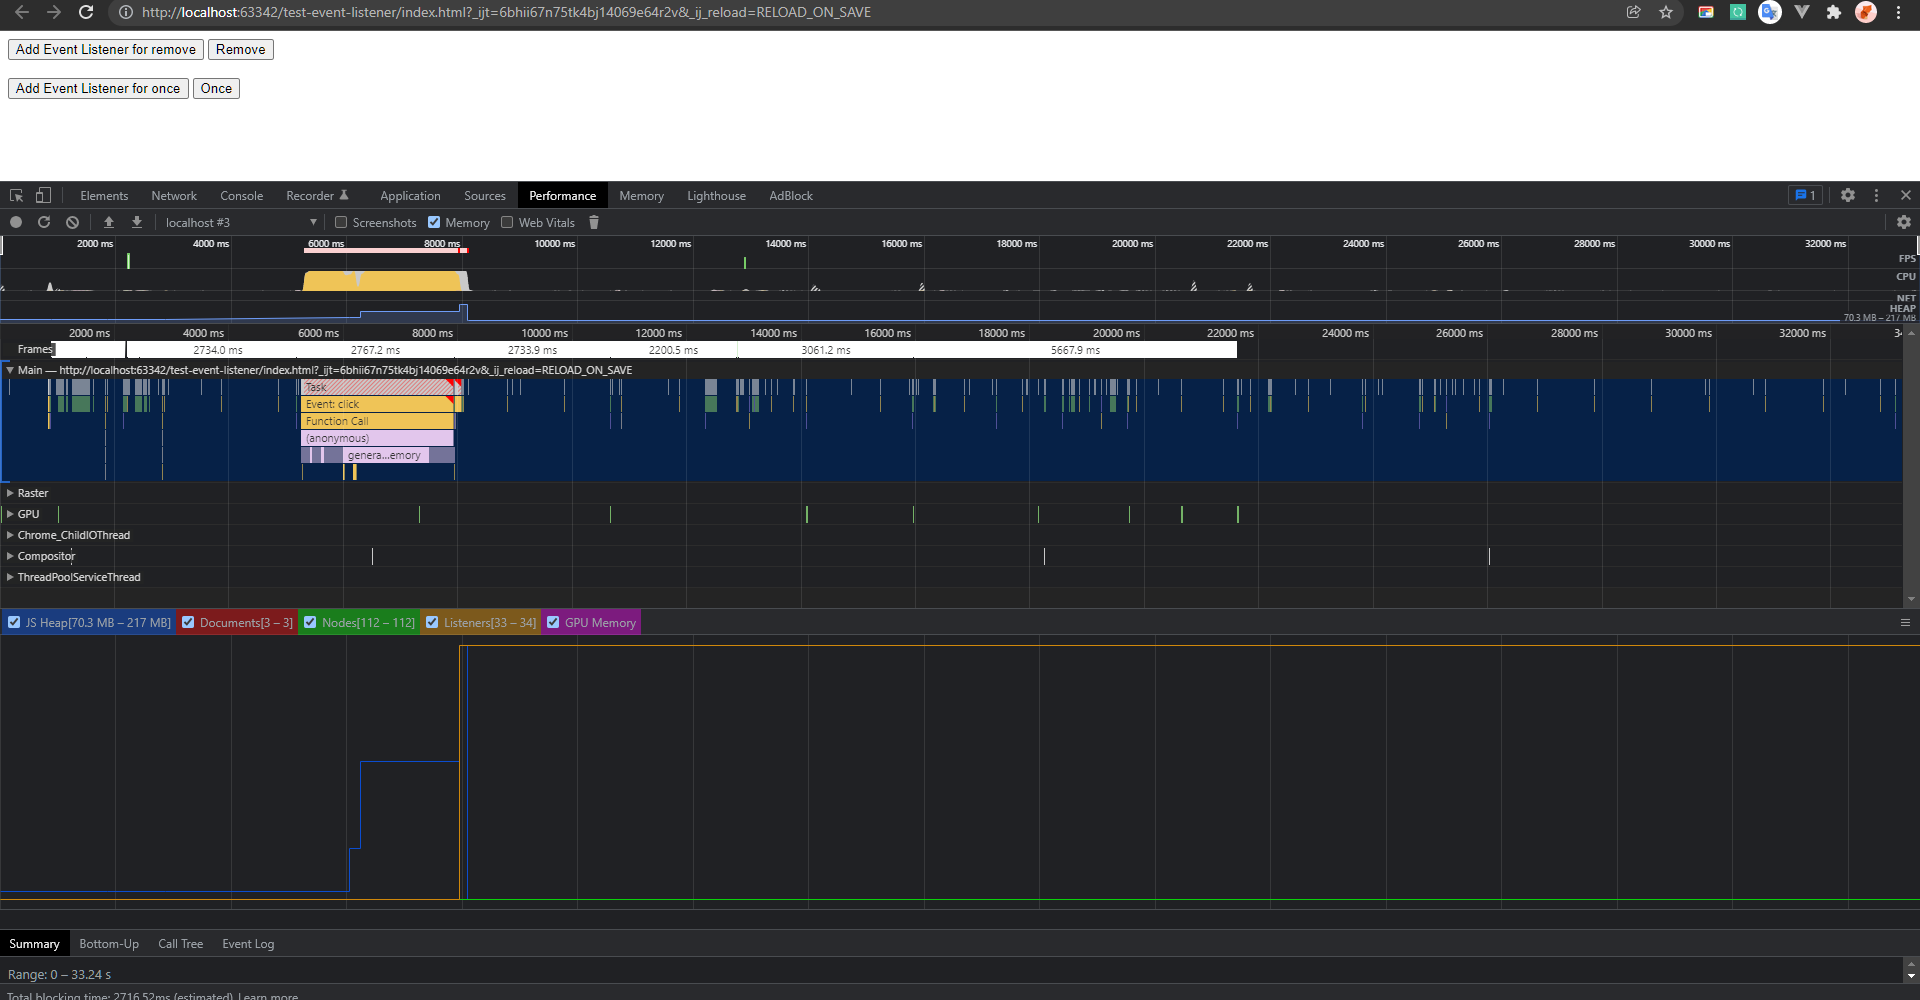 http://localhost:63342/test-event-listener/index.html?_ijt=6bhii67n75tk4bj14069e64r2v&_ij_reload=RELOAD_ON_SAVE
Add Event Listener for remove Remove
Add Event Listener for once Once
Elements Network Console Recorder Application Sources Performance Memory Lighthouse AdBlock 1
localhost #3 Screenshots Memory Web Vitals
2000 ms 4000 ms 6000 ms 8000 ms 10000 ms 12000 ms 14000 ms 16000 ms 18000 ms 20000 ms 22000 ms 24000 ms 26000 ms 28000 ms 30000 ms 32000 ms
FPS
CPU
NET
HEAP
70.3 MB – 217 MB
2000 ms 4000 ms 6000 ms 8000 ms 10000 ms 12000 ms 14000 ms 16000 ms 18000 ms 20000 ms 22000 ms 24000 ms 26000 ms 28000 ms 30000 ms 32000 ms
Frames 2734.0 ms 2767.2 ms 2733.9 ms 2200.5 ms 3061.2 ms 5667.9 ms
Main — http://localhost:63342/test-event-listener/index.html?_ijt=6bhii67n75tk4bj14069e64r2v&_ij_reload=RELOAD_ON_SAVE
Task
Event: click
Function Call
(anonymous)
genera...emory
Raster
GPU
Chrome_ChildIOThread
Compositor
ThreadPoolServiceThread
JS Heap[70.3 MB – 217 MB] Documents[3 – 3] Nodes[112 – 112] Listeners[33 – 34] GPU Memory
Summary Bottom-Up Call Tree Event Log
Range: 0 – 33.24 s
Total blocking time: 2716.52ms (estimated) Learn more